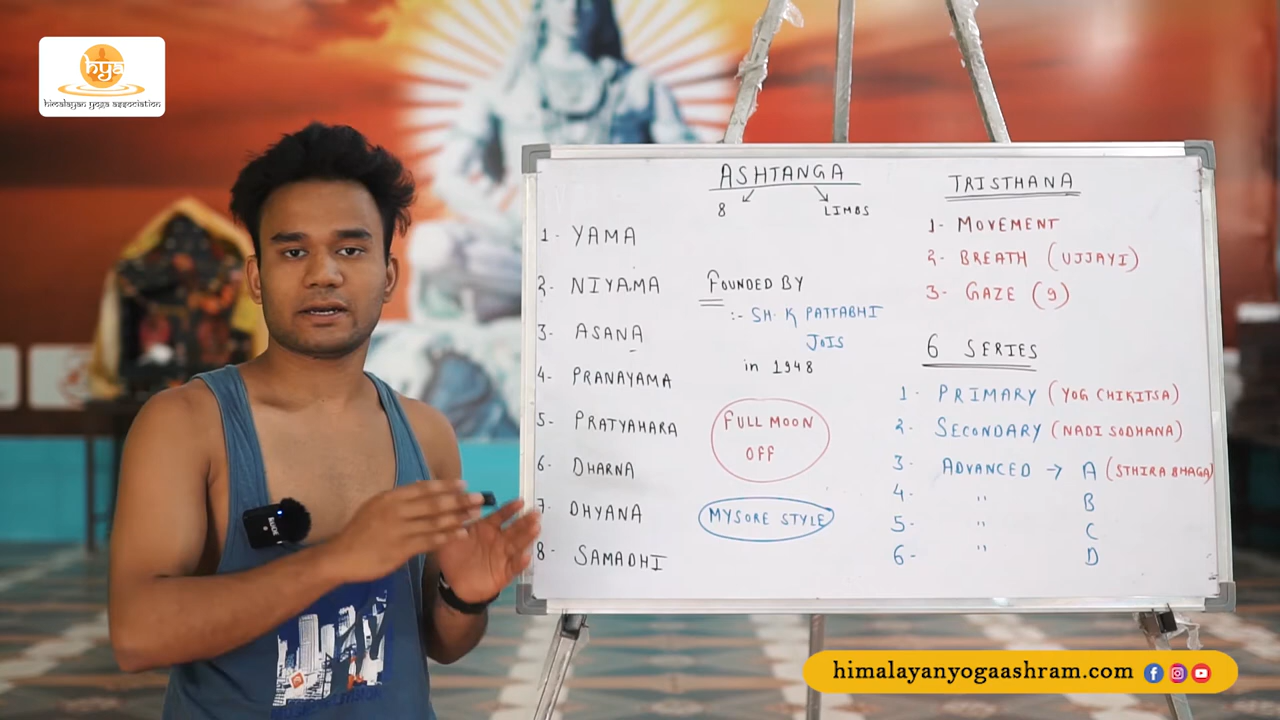 hya
himalayan yoga association
ASHTANGA
8 LIMBS
1- YAMA
2- NIYAMA
3- ASANA
4- PRANAYAMA
5- PRATYAHARA
6- DHARNA
7- DHYANA
8- SAMADHI
FOUNDED BY
:- SH. K PATTABHI
JOIS
in 1948
FULL MOON
OFF
MYSORE STYLE
TRISTHANA
1- MOVEMENT
2- BREATH (UJJAYI)
3- GAZE (9)
6 SERIES
1- PRIMARY (YOG CHIKITSA)
2- SECONDARY (NADI SODHANA)
3- ADVANCED → A (STHIRA BHAGA)
4- " B
5- " C
6- " D
himalayanyogaashram.com